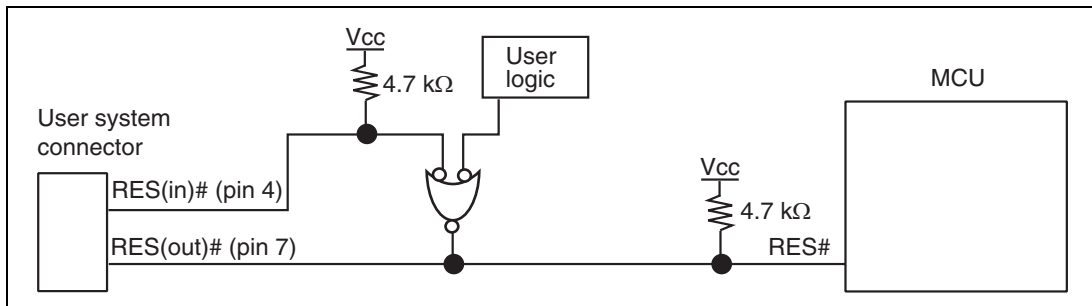 Vcc
4.7 kΩ
User
logic
MCU
User system
connector
RES(in)# (pin 4)
Vcc
4.7 kΩ
RES(out)# (pin 7)
RES#